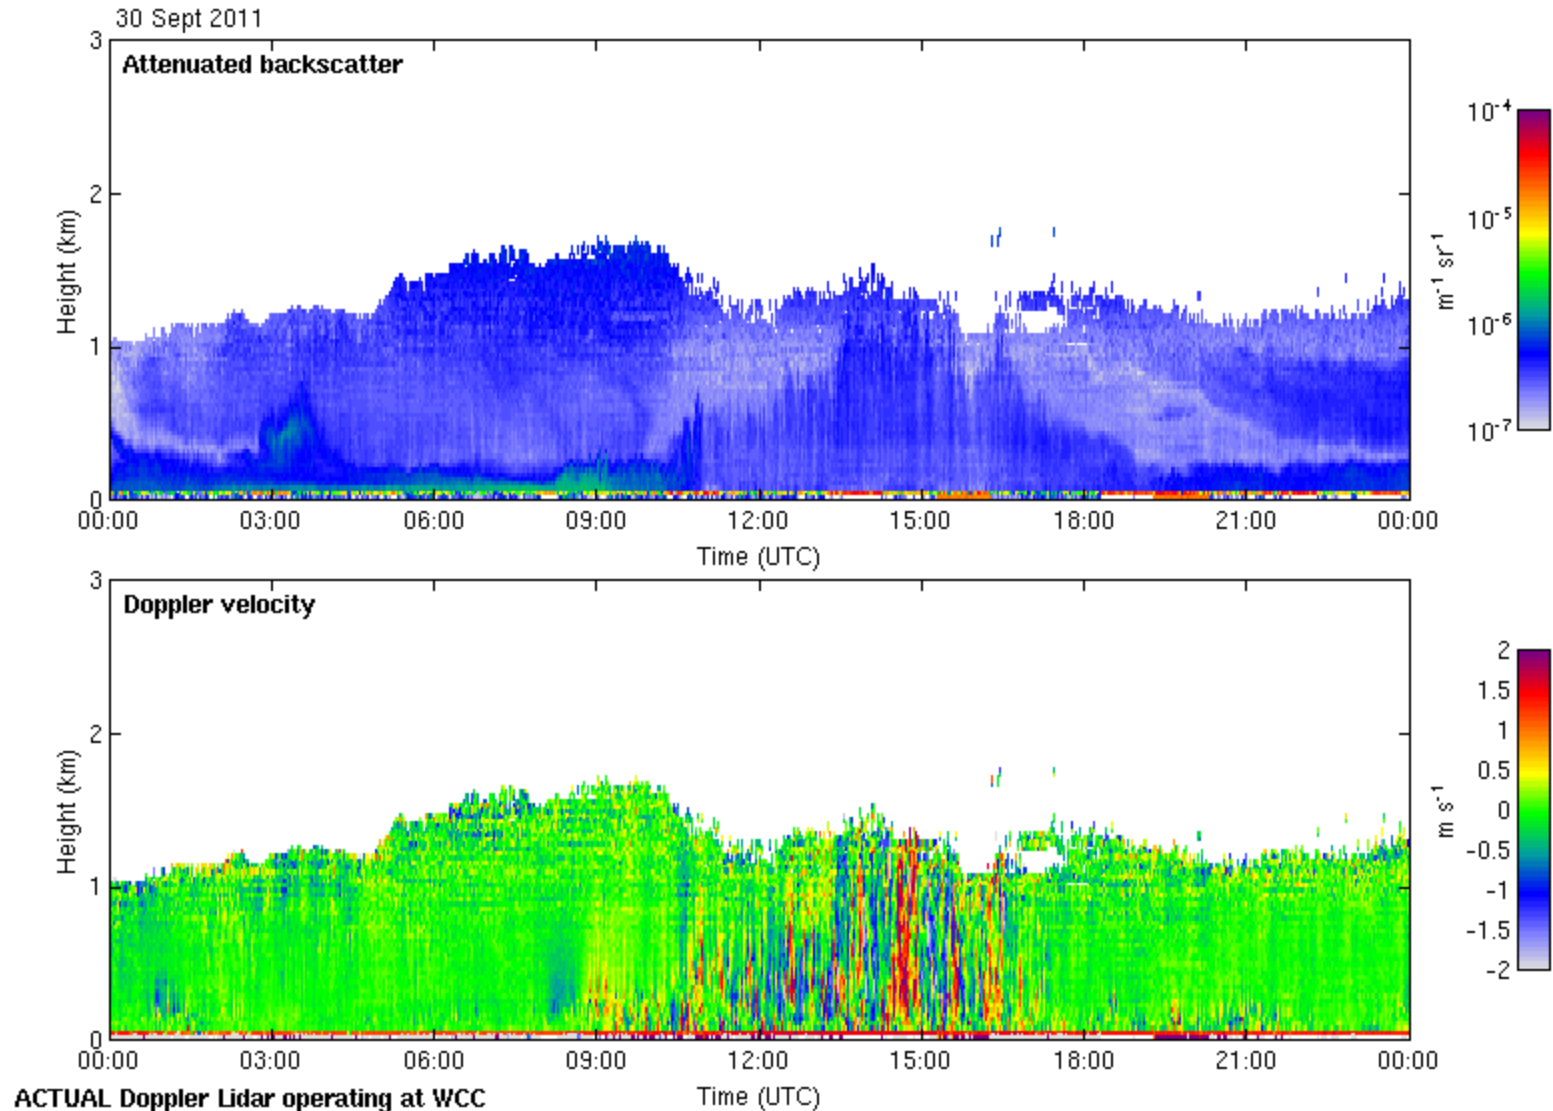 30 Sept 2011
Attenuated backscatter
3
2
1
0
Height (km)
00:00 03:00 06:00 09:00 12:00 15:00 18:00 21:00 00:00
Time (UTC)
10-4
10-5
10-6
10-7
m-1 sr-1
Doppler velocity
3
2
1
0
Height (km)
00:00 03:00 06:00 09:00 12:00 15:00 18:00 21:00 00:00
Time (UTC)
2
1.5
1
0.5
0
-0.5
-1
-1.5
-2
m s-1
ACTUAL Doppler Lidar operating at WCC